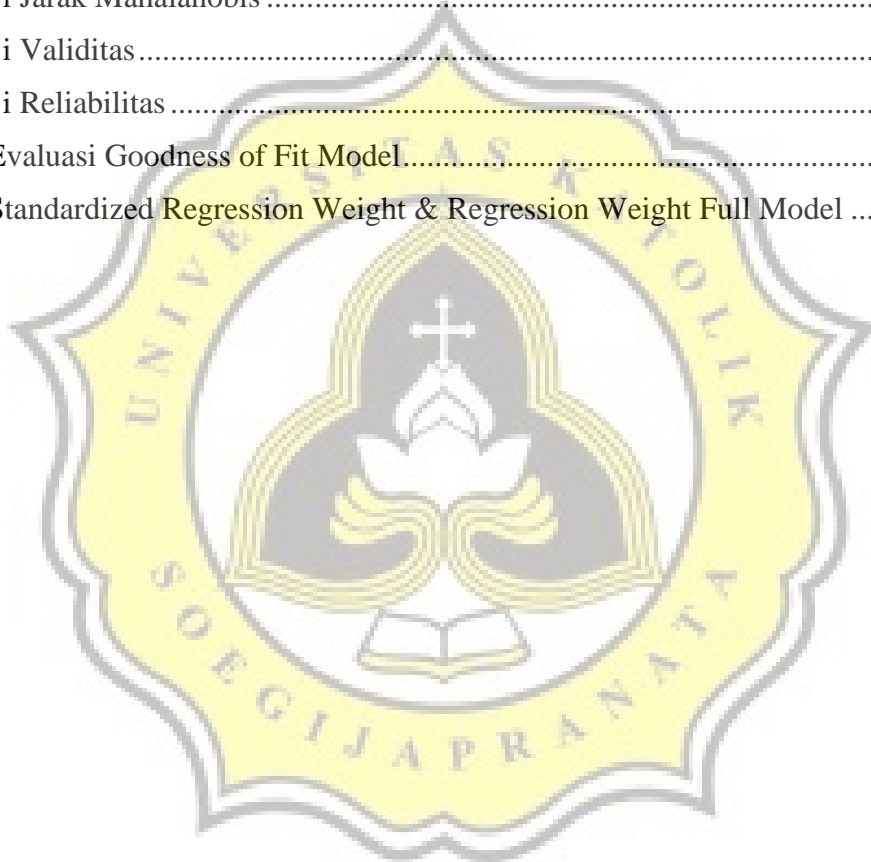 i Jarak Mahalanobis ........................................................................
i Validitas ........................................................................
i Reliabilitas ........................................................................
Evaluasi Goodness of Fit Model ........................................................................
Standardized Regression Weight & Regression Weight Full Model ...
UNIVERSITAS KATOLIK
SOEGIJAPRANATA